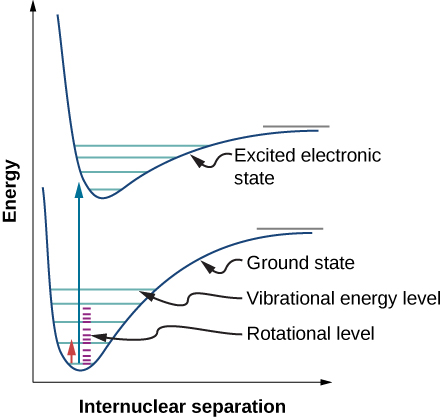 Energy
Excited electronic
state
Ground state
Vibrational energy level
Rotational level
Internuclear separation